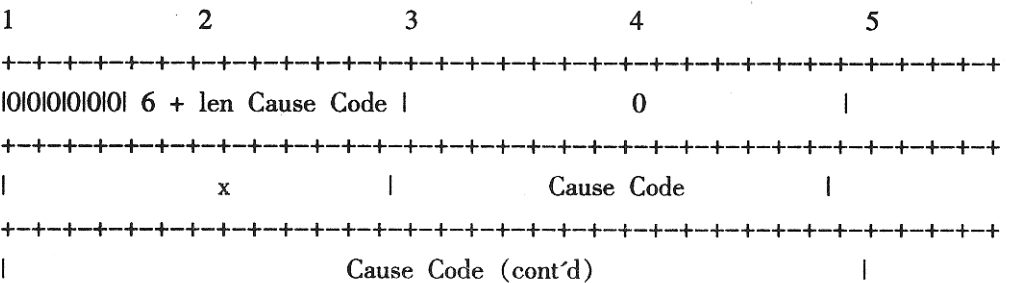 1 2 3 4 5
+-+-+-+-+-+-+-+-+-+-+-+-+-+-+-+-+-+-+-+-+-+-+-+-+-+-+-+-+-+-+-+-+
|0|0|0|0|0|0| 6 + len Cause Code | 0 |
+-+-+-+-+-+-+-+-+-+-+-+-+-+-+-+-+-+-+-+-+-+-+-+-+-+-+-+-+-+-+-+-+
| x | Cause Code |
+-+-+-+-+-+-+-+-+-+-+-+-+-+-+-+-+-+-+-+-+-+-+-+-+-+-+-+-+-+-+-+-+
| Cause Code (cont´d) |